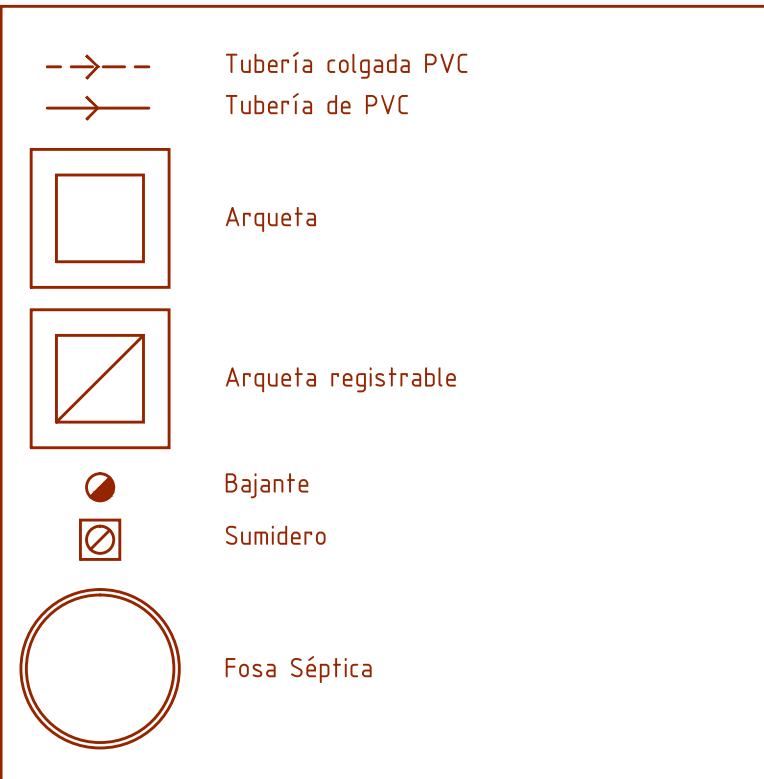 Tubería colgada PVC
Tubería de PVC
Arqueta
Arqueta registrable
Bajante
Sumidero
Fosa Séptica